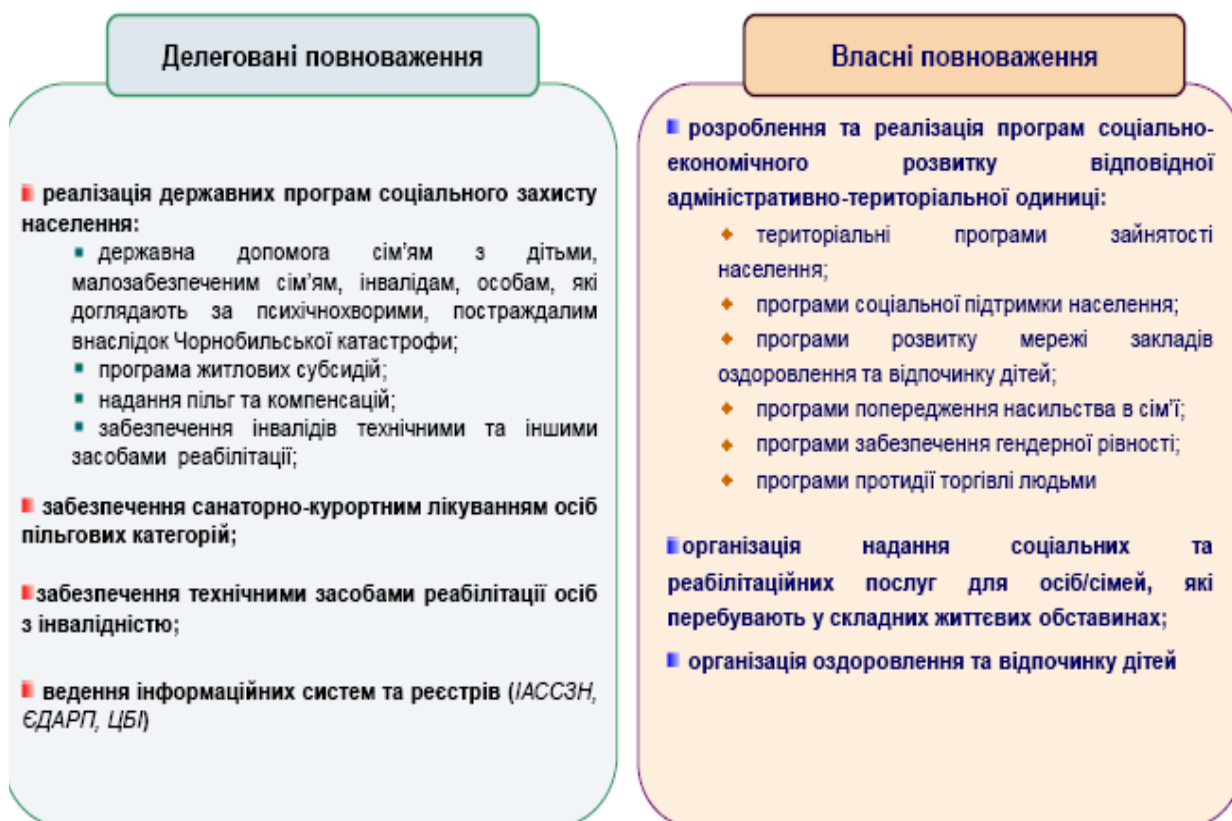 Делеговані повноваження
реалізація державних програм соціального захисту
населення:
державна допомога сім’ям з дітьми,
малозабезпеченим сім’ям, інвалідам, особам, які
доглядають за психічнохворими, постраждалим
внаслідок Чорнобильської катастрофи;
програма житлових субсидій;
надання пільг та компенсацій;
забезпечення інвалідів технічними та іншими
засобами реабілітації;
забезпечення санаторно-курортним лікуванням осіб
пільгових категорій;
забезпечення технічними засобами реабілітації осіб
з інвалідністю;
ведення інформаційних систем та реєстрів (ІАССЗН,
ЄДАРП, ЦБІ)
Власні повноваження
розроблення та реалізація програм соціально-
економічного розвитку відповідної
адміністративно-територіальної одиниці:
територіальні програми зайнятості
населення;
програми соціальної підтримки населення;
програми розвитку мережі закладів
оздоровлення та відпочинку дітей;
програми попередження насильства в сім’ї;
програми забезпечення гендерної рівності;
програми протидії торгівлі людьми
організація надання соціальних та
реабілітаційних послуг для осіб/сімей, які
перебувають у складних життєвих обставинах;
організація оздоровлення та відпочинку дітей